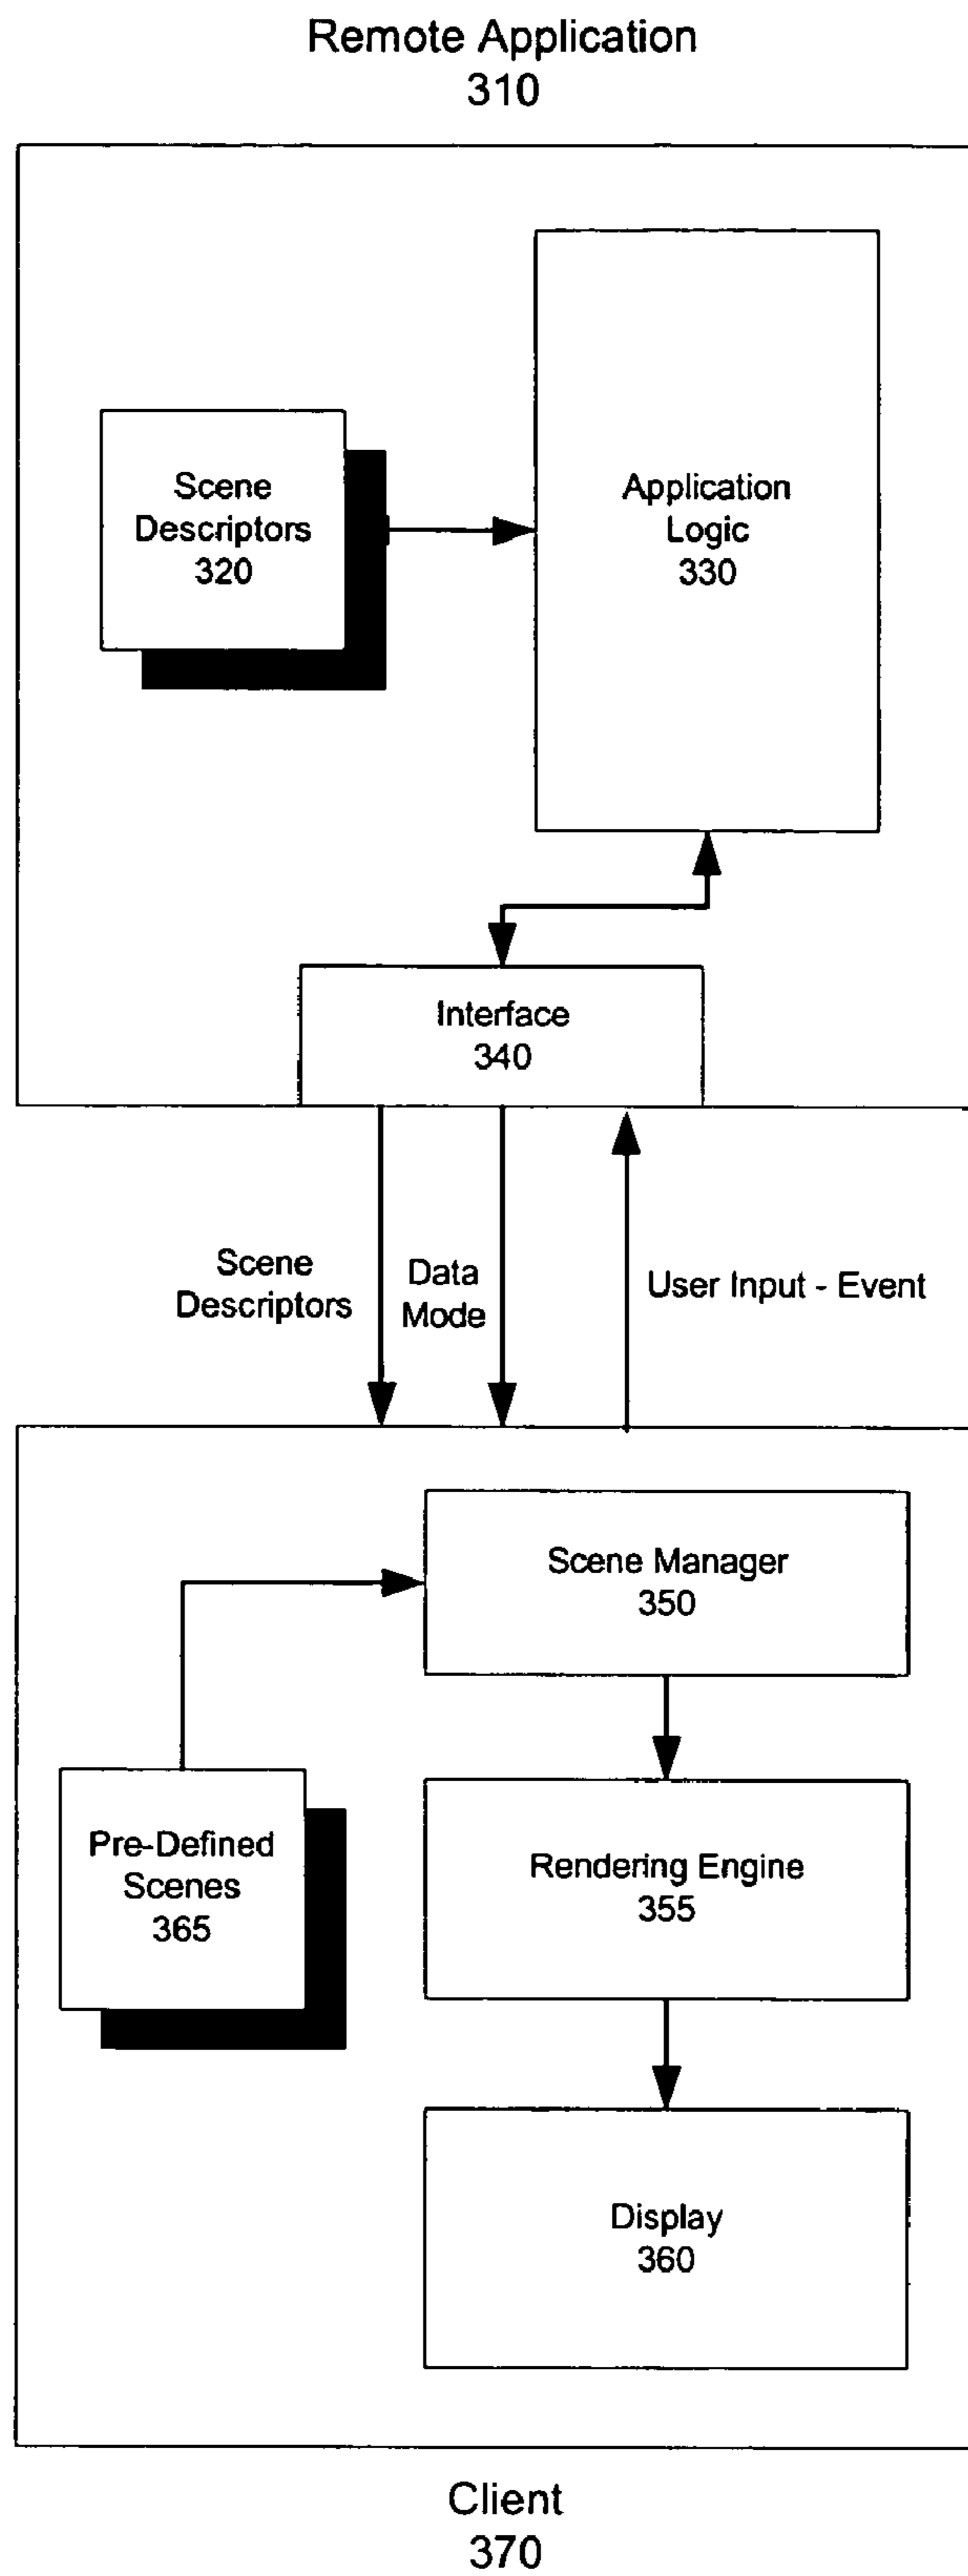 Remote Application
310
Scene
Descriptors
320
Application
Logic
330
Interface
340
Scene
Descriptors
Data
Mode
User Input - Event
Scene Manager
350
Pre-Defined
Scenes
365
Rendering Engine
355
Display
360
Client
370